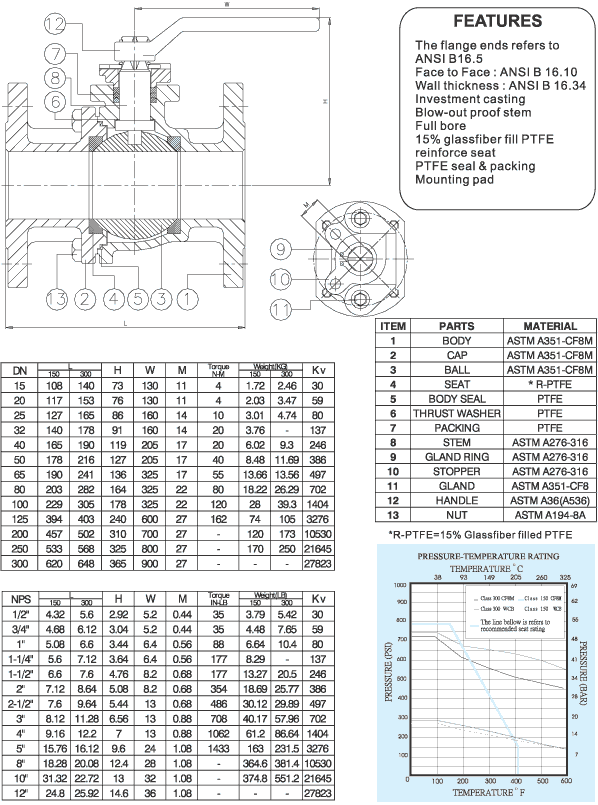 FEATURES
The flange ends refers to
ANSI B16.5
Face to Face : ANSI B 16.10
Wall thickness : ANSI B 16.34
Investment casting
Blow-out proof stem
Full bore
15% glassfiber fill PTFE
reinforce seat
PTFE seal & packing
Mounting pad
W
12
7
8
6
H
M
9
10
11
13 2 4 5 3 1
L
ITEM PARTS MATERIAL
1 BODY ASTM A351-CF8M
2 CAP ASTM A351-CF8M
3 BALL ASTM A351-CF8M
4 SEAT * R-PTFE
5 BODY SEAL PTFE
6 THRUST WASHER PTFE
7 PACKING PTFE
8 STEM ASTM A276-316
9 GLAND RING ASTM A276-316
10 STOPPER ASTM A276-316
11 GLAND ASTM A351-CF8
12 HANDLE ASTM A36(A536)
13 NUT ASTM A194-8A
*R-PTFE=15% Glassfiber filled PTFE
DN L H W M Torque Weight(KG) Kv
150 300 N-M 150 300
15 108 140 73 130 11 4 1.72 2.46 30
20 117 153 76 130 11 4 2.03 3.47 59
25 127 165 86 160 14 10 3.01 4.74 80
32 140 178 91 160 14 20 3.76 - 137
40 165 190 119 205 17 20 6.02 9.3 246
50 178 216 127 205 17 40 8.48 11.69 386
65 190 241 136 325 17 55 13.66 13.56 497
80 203 282 164 325 22 80 18.22 26.29 702
100 229 305 178 325 22 120 28 39.3 1404
125 394 403 240 600 27 162 74 105 3276
200 457 502 310 700 27 - 120 173 10530
250 533 568 325 800 27 - 170 250 21645
300 620 648 365 900 27 - - - 27823
NPS L H W M Torque Weight(LB) Kv
150 300 IN-LB 150 300
1/2" 4.32 5.6 2.92 5.2 0.44 35 3.79 5.42 30
3/4" 4.68 6.12 3.04 5.2 0.44 35 4.48 7.65 59
1" 5.08 6.6 3.44 6.4 0.56 88 6.64 10.4 80
1-1/4" 5.6 7.12 3.64 6.4 0.56 177 8.29 - 137
1-1/2" 6.6 7.6 4.76 8.2 0.68 177 13.27 20.5 246
2" 7.12 8.64 5.08 8.2 0.68 354 18.69 25.77 386
2-1/2" 7.6 9.64 5.44 13 0.68 486 30.12 29.89 497
3" 8.12 11.28 6.56 13 0.88 708 40.17 57.96 702
4" 9.16 12.2 7 13 0.88 1062 61.2 86.64 1404
5" 15.76 16.12 9.6 24 1.08 1433 163 231.5 3276
8" 18.28 20.08 12.4 28 1.08 - 364.6 381.4 10530
10" 31.32 22.72 13 32 1.08 - 374.8 551.2 21645
12" 24.8 25.92 14.6 36 1.08 - - - 27823
PRESSURE-TEMPERATURE RATING
TEMPERATURE °C
38 93 149 205 260 325
Class 300 CF8M Class 150 CF8M
Class 300 WCB Class 150 WCB
The line bellow is refers to
recommended seat rating
PRESSURE (PSI)
1000
800
700
600
500
400
300
200
100
PRESSURE (BAR)
69
62
55
48
41
34
28
20
14
7
0 100 200 300 400 500 600
TEMPERATURE °F